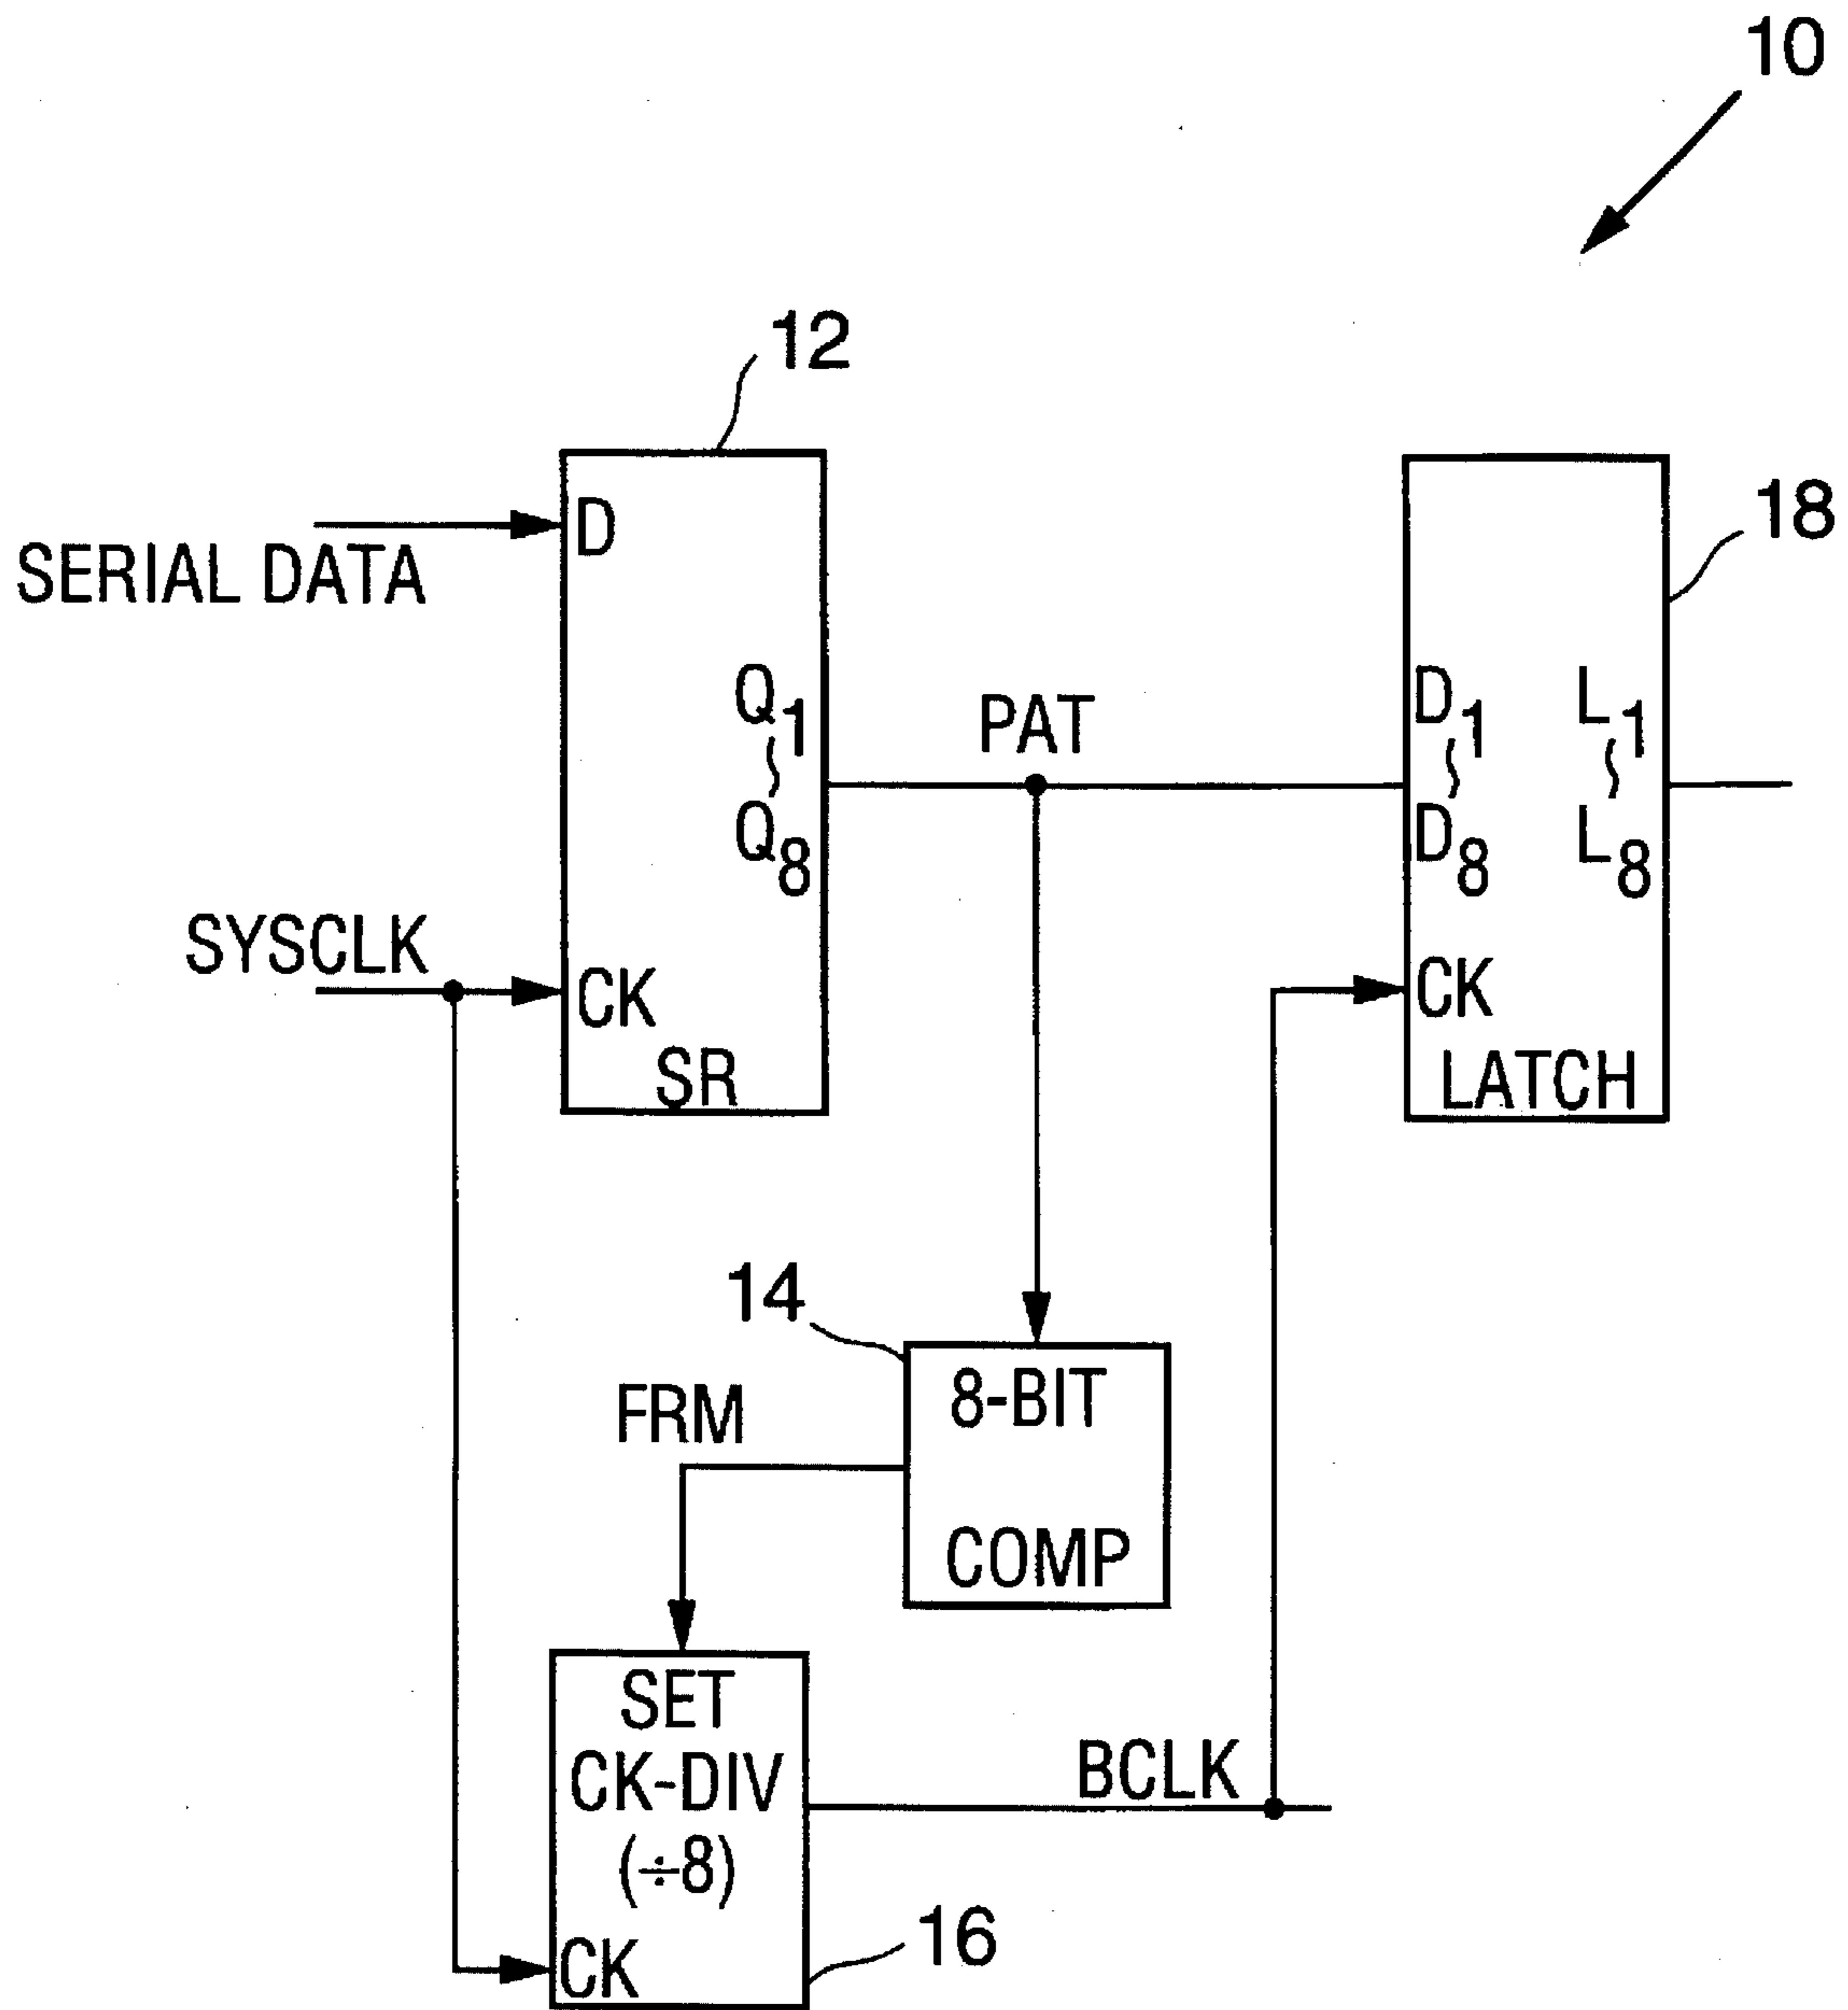 10
12
18
D
SERIAL DATA
Q1
Q8
PAT
D1
D8
L1
L8
SYSCLK
CK
SR
CK
LATCH
14
8-BIT
COMP
FRM
SET
CK-DIV
(÷8)
CK
BCLK
16